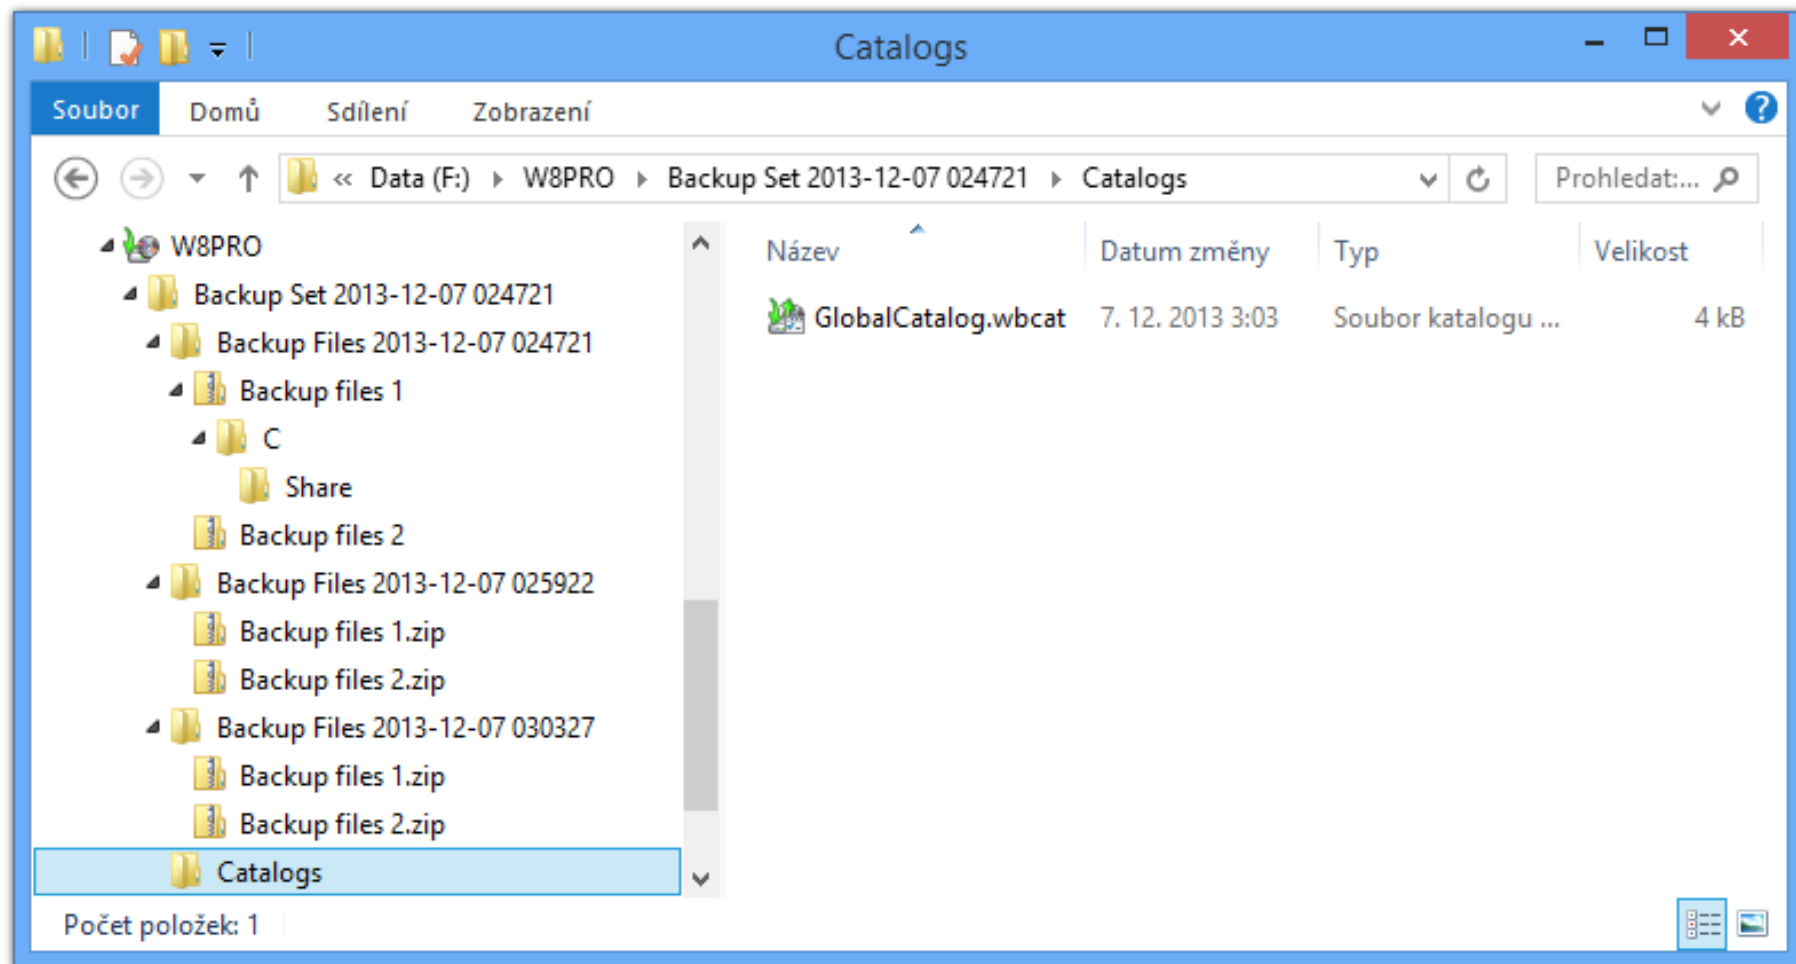 Catalogs
Soubor Domů Sdílení Zobrazení
« Data (F:) W8PRO Backup Set 2013-12-07 024721 Catalogs Prohledat:...
W8PRO
Backup Set 2013-12-07 024721
Backup Files 2013-12-07 024721
Backup files 1
C
Share
Backup files 2
Backup Files 2013-12-07 025922
Backup files 1.zip
Backup files 2.zip
Backup Files 2013-12-07 030327
Backup files 1.zip
Backup files 2.zip
Catalogs
Název Datum změny Typ Velikost
GlobalCatalog.wbcat 7. 12. 2013 3:03 Soubor katalogu ... 4 kB
Počet položek: 1